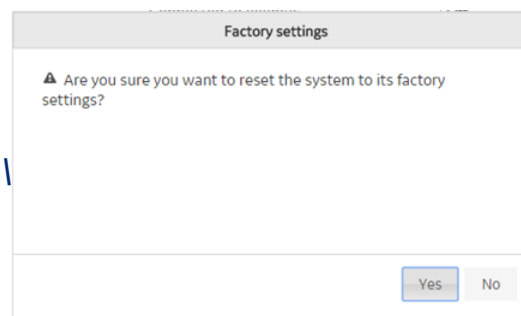 Factory settings
Are you sure you want to reset the system to its factory
settings?
\
Yes No